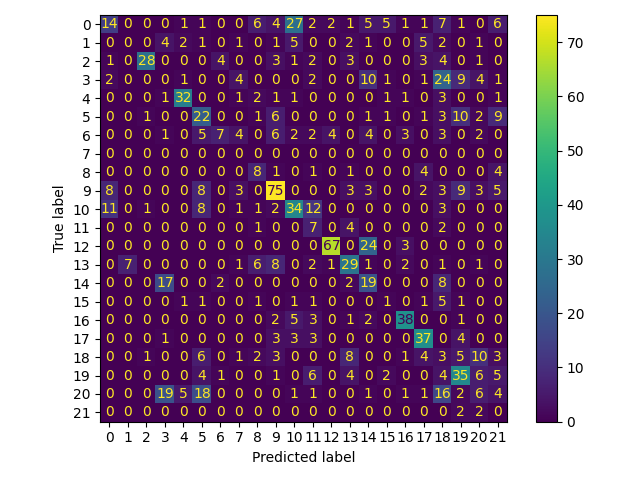 0 14 0 0 0 1 1 0 0 6 4 27 2 2 1 5 5 1 1 7 1 0 6
1 0 0 0 4 2 1 0 1 0 1 5 0 0 2 1 0 0 5 2 0 1 0
2 1 0 28 0 0 0 4 0 0 3 1 2 0 3 0 0 0 3 4 0 1 0
3 2 0 0 0 1 0 0 4 0 0 0 2 0 0 10 1 0 1 24 9 4 1
4 0 0 0 1 32 0 0 1 2 1 1 0 0 0 0 1 1 0 3 0 0 1
5 0 0 1 0 0 22 0 0 1 6 0 0 0 0 1 1 0 1 3 10 2 9
6 0 0 0 1 0 5 7 4 0 6 2 2 4 0 4 0 3 0 3 0 2 0
7 0 0 0 0 0 0 0 0 0 0 0 0 0 0 0 0 0 0 0 0 0 0
8 0 0 0 0 0 0 0 0 8 1 0 1 0 1 0 0 0 4 0 0 0 4
9 8 0 0 0 0 8 0 3 0 75 0 0 0 3 3 0 0 2 3 9 3 5
10 11 0 1 0 0 8 0 1 1 2 34 12 0 0 0 0 0 0 3 0 0 0
11 0 0 0 0 0 0 0 0 1 0 0 7 0 4 0 0 0 0 2 0 0 0
12 0 0 0 0 0 0 0 0 0 0 0 0 67 0 24 0 3 0 0 0 0 0
13 0 7 0 0 0 0 0 1 6 8 0 2 1 29 1 0 2 0 1 0 1 0
14 0 0 0 17 0 0 2 0 0 0 0 0 0 2 19 0 0 0 8 0 0 0
15 0 0 0 0 1 1 0 0 1 0 1 1 0 0 0 1 0 1 5 1 0 0
16 0 0 0 0 0 0 0 0 0 2 5 3 0 1 2 0 38 0 0 1 0 0
17 0 0 0 1 0 0 0 0 0 3 3 3 0 0 0 0 0 37 0 4 0 0
18 0 0 1 0 0 6 0 1 2 3 0 0 0 8 0 0 1 4 3 5 10 3
19 0 0 0 0 0 4 1 0 0 1 0 6 0 4 0 2 0 0 4 35 6 5
20 0 0 0 19 0 18 0 0 0 0 1 1 0 0 1 0 1 1 16 2 6 4
21 0 0 0 0 0 0 0 0 0 0 0 0 0 0 0 0 0 0 0 2 2 0
0 1 2 3 4 5 6 7 8 9 10 11 12 13 14 15 16 17 18 19 20 21
Predicted label
True label
70
60
50
40
30
20
10
0